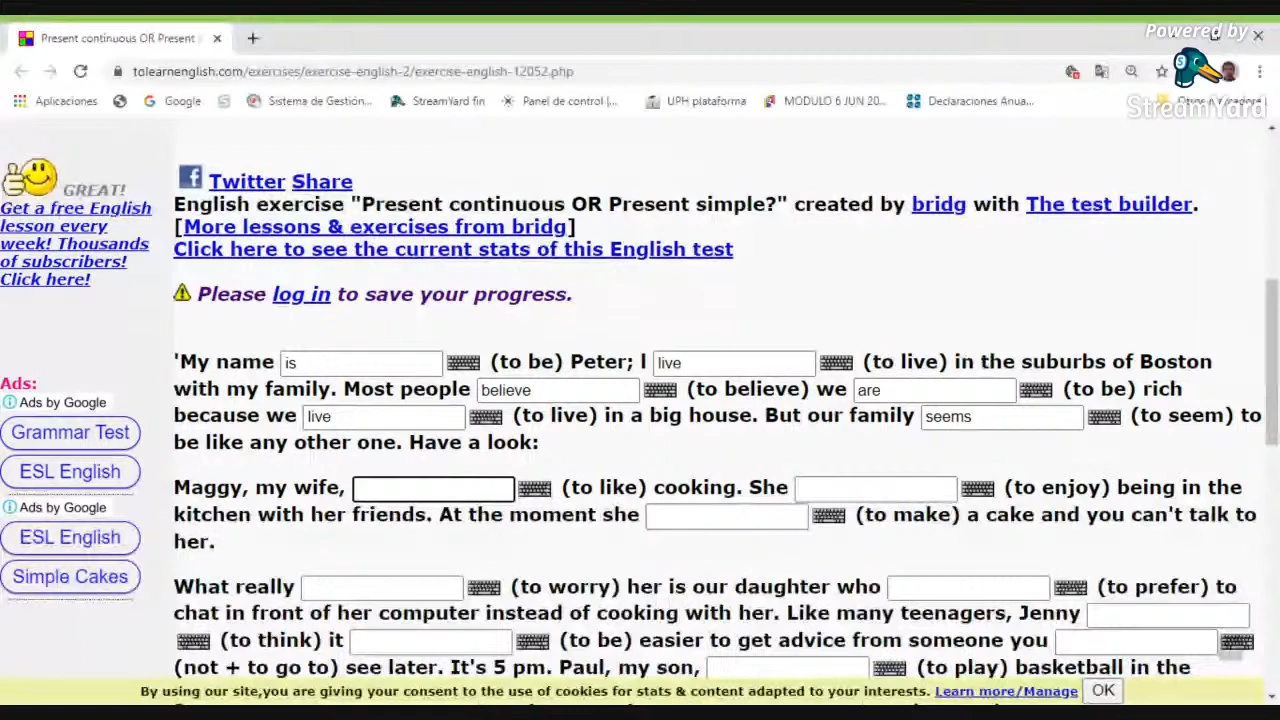 Powered by
Present continuous OR Present
tolearnenglish.com/exercises/exercise-english-2/exercise-english-12052.php
StreamYard
Aplicaciones
Google
Sistema de Gestión...
StreamYard fin
Panel de control |...
UPH plataforma
MODULO 6 JUN 20...
Declaraciones Anua...
Twitter Share
GREAT!
Get a free English
lesson every
week! Thousands
of subscribers!
Click here!
English exercise "Present continuous OR Present simple?" created by bridg with The test builder.
[More lessons & exercises from bridg]
Click here to see the current stats of this English test
Please log in to save your progress.
'My name is (to be) Peter; I live (to live) in the suburbs of Boston
with my family. Most people believe (to believe) we are (to be) rich
because we live (to live) in a big house. But our family seems (to seem) to
be like any other one. Have a look:
Maggy, my wife, (to like) cooking. She (to enjoy) being in the
kitchen with her friends. At the moment she (to make) a cake and you can't talk to
her.
What really (to worry) her is our daughter who (to prefer) to
chat in front of her computer instead of cooking with her. Like many teenagers, Jenny
(to think) it (to be) easier to get advice from someone you
(not + to go to) see later. It's 5 pm. Paul, my son, (to play) basketball in the
Ads:
Ads by Google
Grammar Test
ESL English
Ads by Google
ESL English
Simple Cakes
By using our site,you are giving your consent to the use of cookies for stats & content adapted to your interests. Learn more/Manage OK